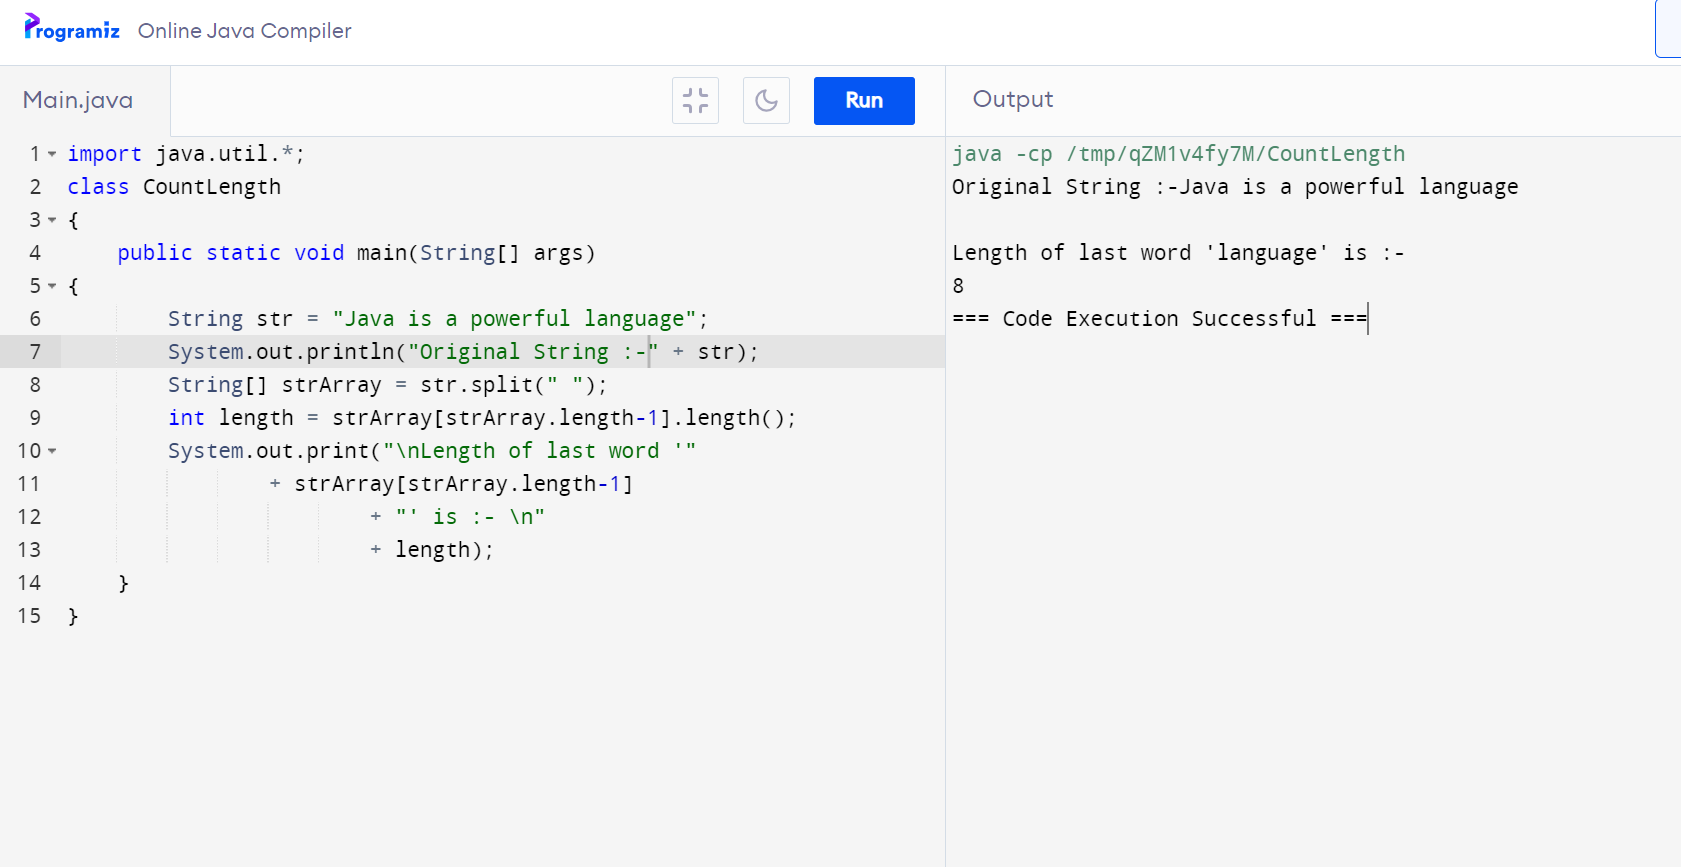 Programiz Online Java Compiler
Main.java
Run
Output
1 import java.util.*;
2 class CountLength
3 {
4     public static void main(String[] args)
5 {
6         String str = "Java is a powerful language";
7         System.out.println("Original String :-" + str);
8         String[] strArray = str.split(" ");
9         int length = strArray[strArray.length-1].length();
10         System.out.print("\nLength of last word '"
11                 + strArray[strArray.length-1]
12                         + "' is :- \n"
13                         + length);
14     }
15 }
java -cp /tmp/qZM1v4fy7M/CountLength
Original String :-Java is a powerful language
Length of last word 'language' is :-
8
=== Code Execution Successful ===